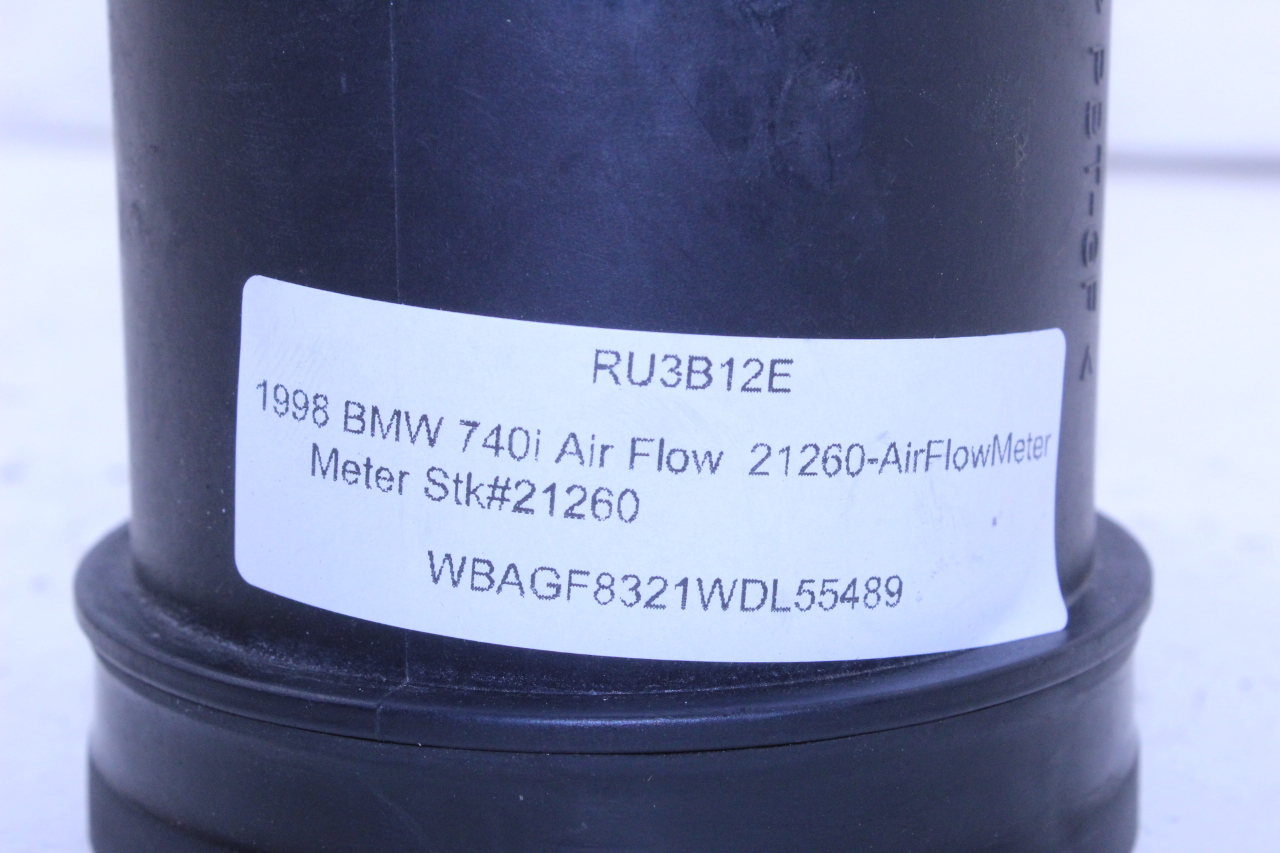 RU3B12E
1998 BMW 740i Air Flow 21260-AirFlowMeter
Meter Stk#21260
WBAGF8321WDL55489